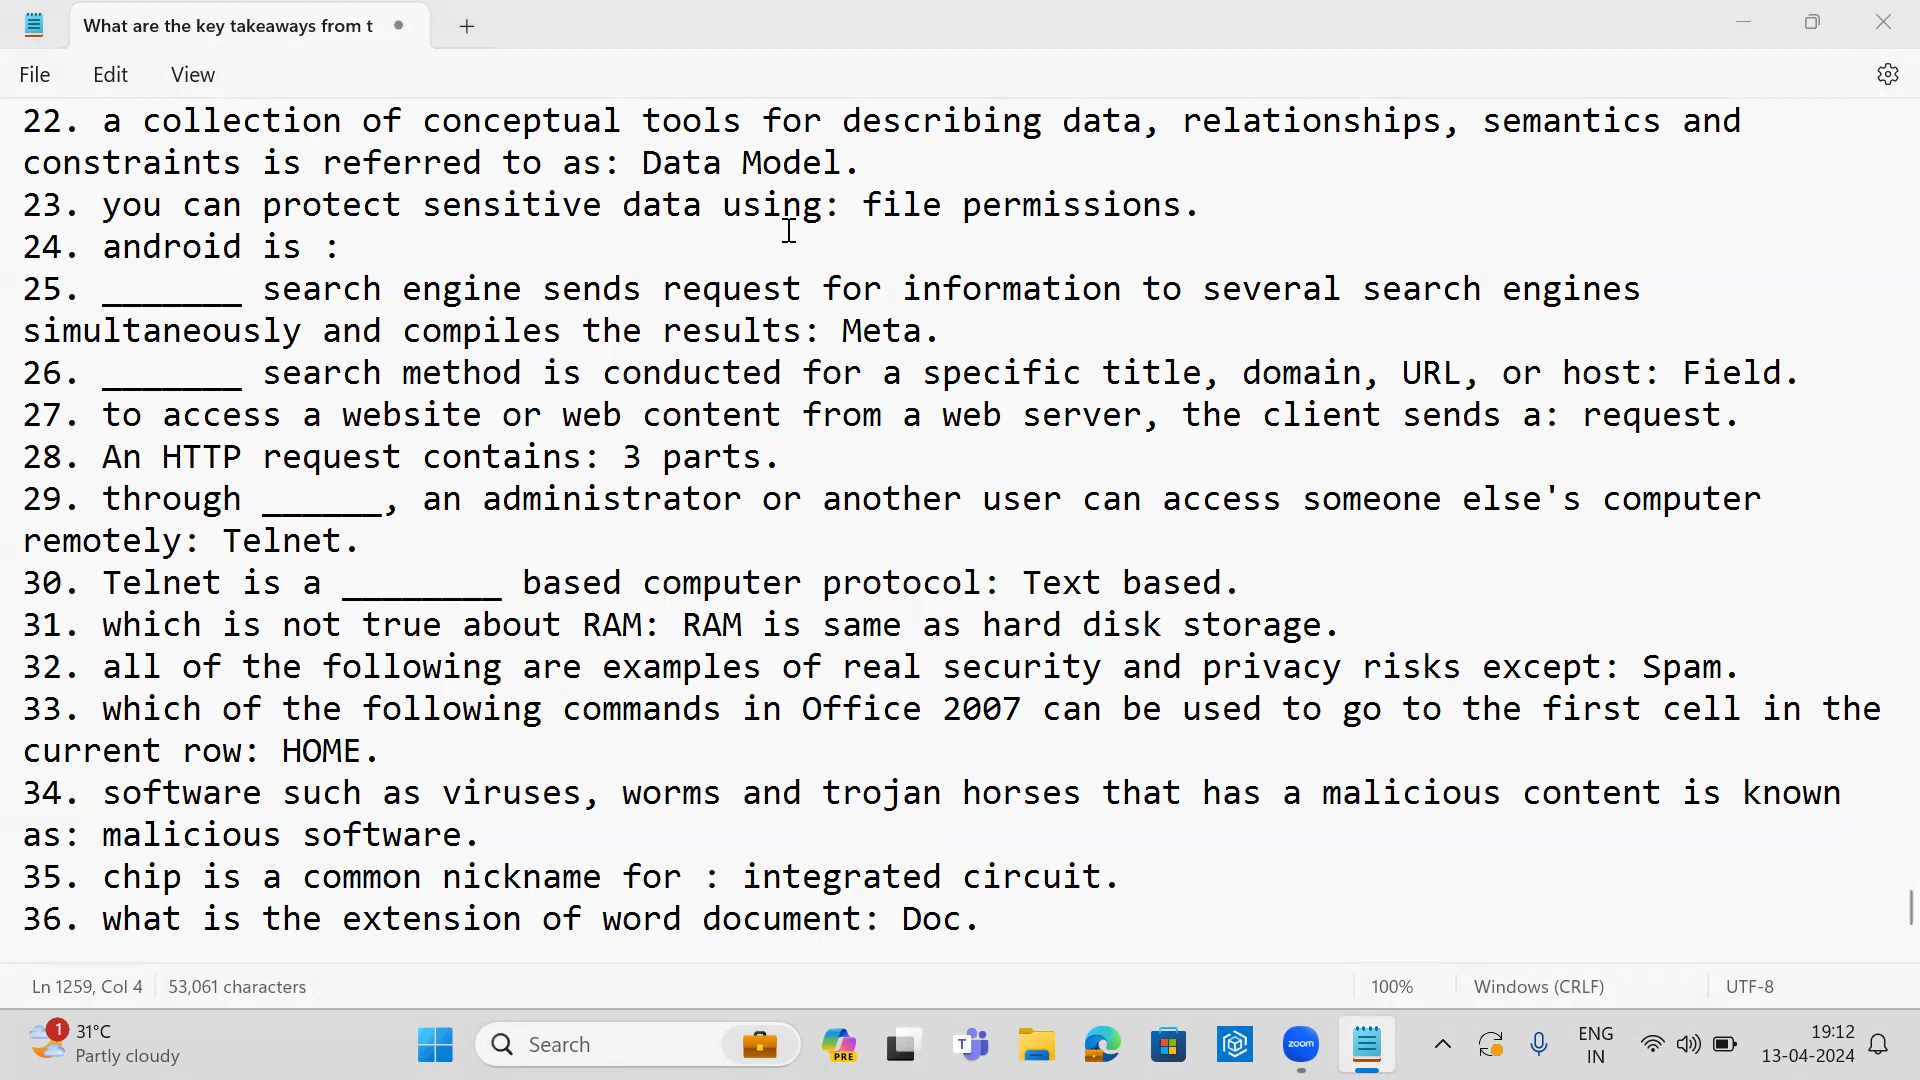 What are the key takeaways from t
File Edit View
22. a collection of conceptual tools for describing data, relationships, semantics and
constraints is referred to as: Data Model.
23. you can protect sensitive data using: file permissions.
24. android is :
25. _______ search engine sends request for information to several search engines
simultaneously and compiles the results: Meta.
26. _______ search method is conducted for a specific title, domain, URL, or host: Field.
27. to access a website or web content from a web server, the client sends a: request.
28. An HTTP request contains: 3 parts.
29. through ______, an administrator or another user can access someone else's computer
remotely: Telnet.
30. Telnet is a ________ based computer protocol: Text based.
31. which is not true about RAM: RAM is same as hard disk storage.
32. all of the following are examples of real security and privacy risks except: Spam.
33. which of the following commands in Office 2007 can be used to go to the first cell in the
current row: HOME.
34. software such as viruses, worms and trojan horses that has a malicious content is known
as: malicious software.
35. chip is a common nickname for : integrated circuit.
36. what is the extension of word document: Doc.
Ln 1259, Col 4 53,061 characters 100% Windows (CRLF) UTF-8
1 31°C
Partly cloudy
Search
PRE
T
zoom
ENG
IN
19:12
13-04-2024